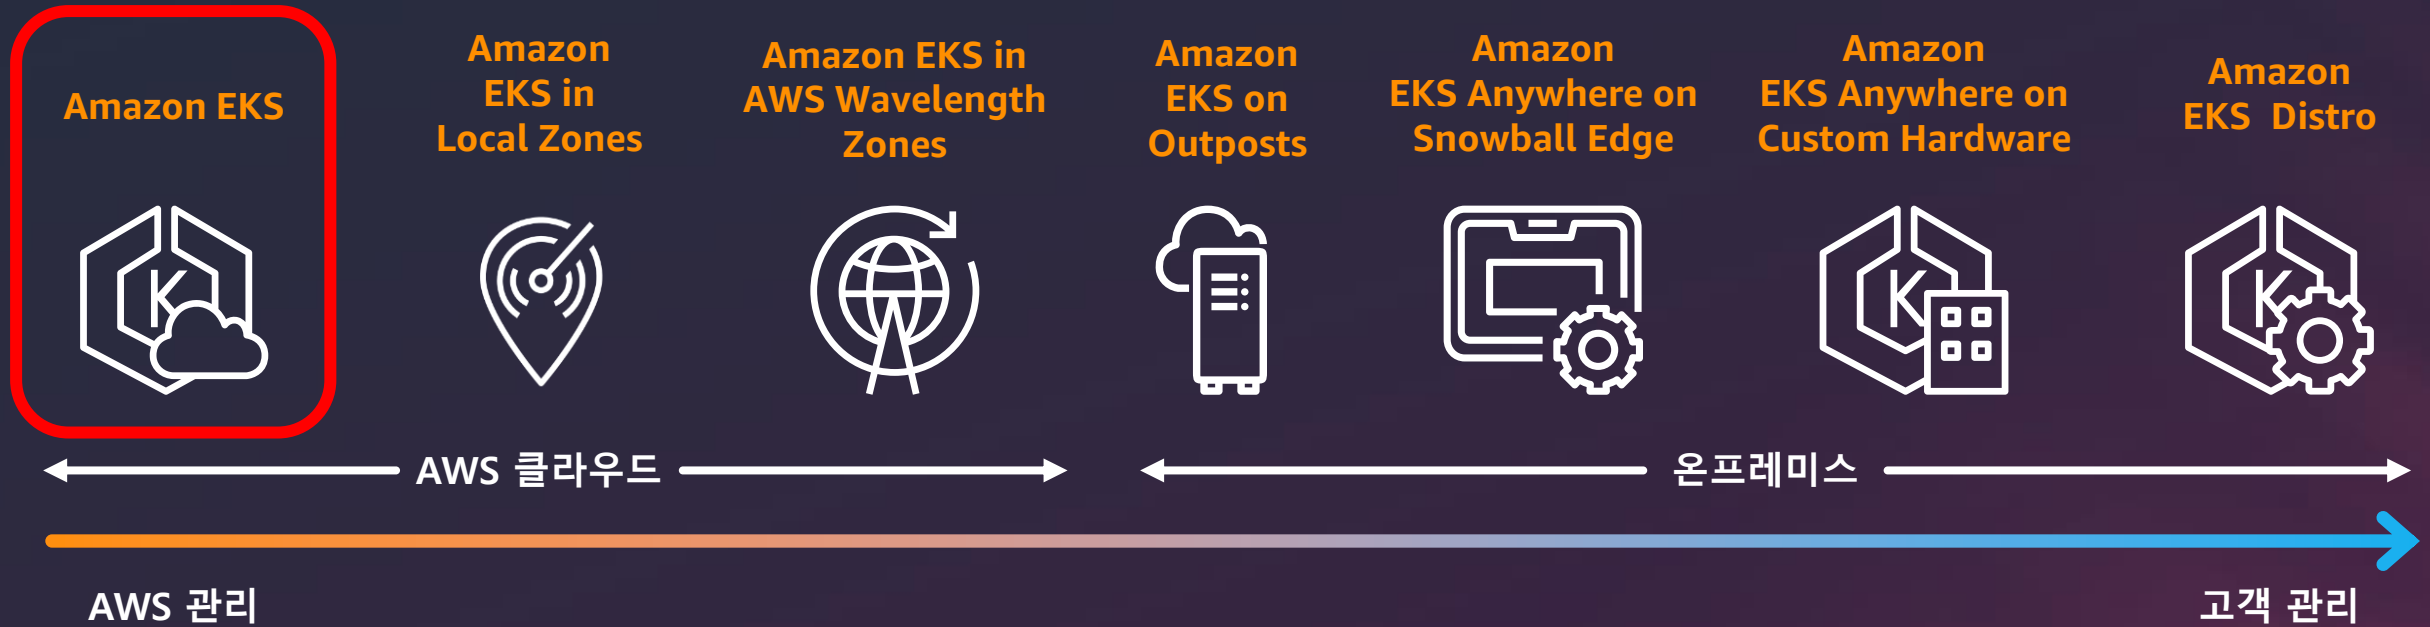 Amazon EKS
Amazon
EKS in
Local Zones
Amazon EKS in
AWS Wavelength
Zones
Amazon
EKS on
Outposts
Amazon
EKS Anywhere on
Snowball Edge
Amazon
EKS Anywhere on
Custom Hardware
Amazon
EKS Distro
K
K
K
AWS 클라우드
온프레미스
AWS 관리
고객 관리